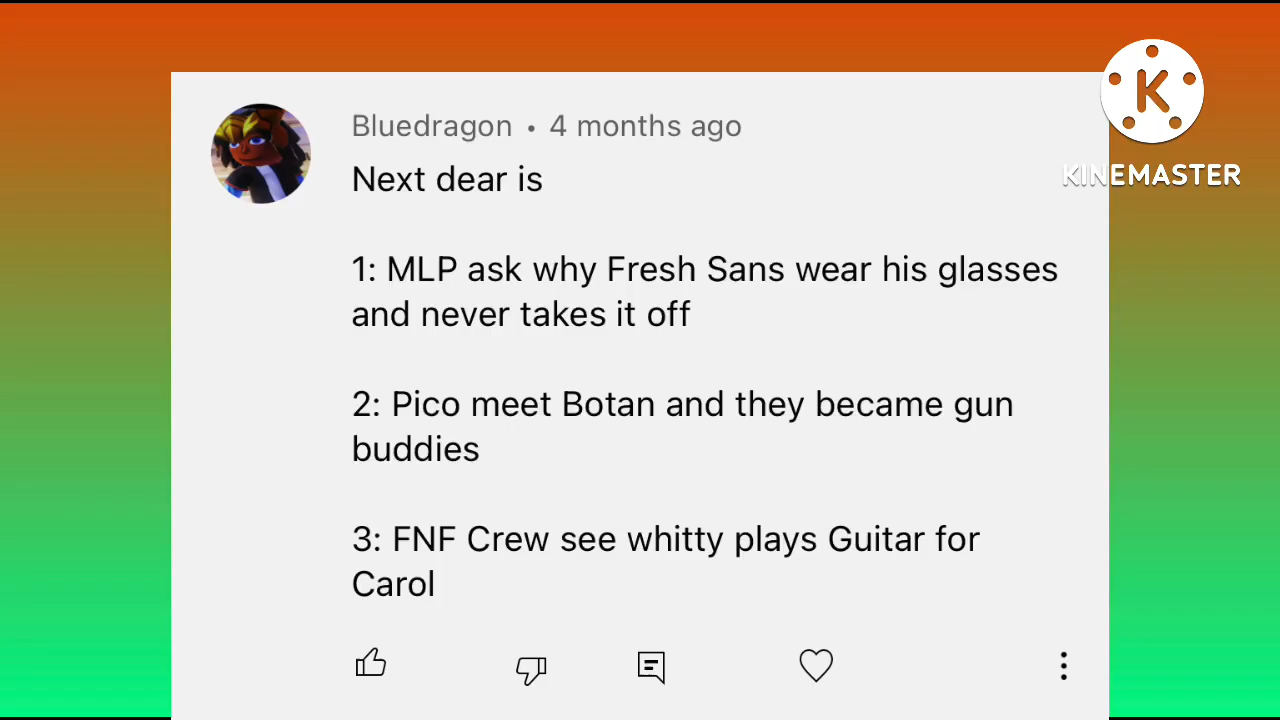 Bluedragon • 4 months ago
Next dear is
1: MLP ask why Fresh Sans wear his glasses
and never takes it off
2: Pico meet Botan and they became gun
buddies
3: FNF Crew see whitty plays Guitar for
Carol
K
KINEMASTER